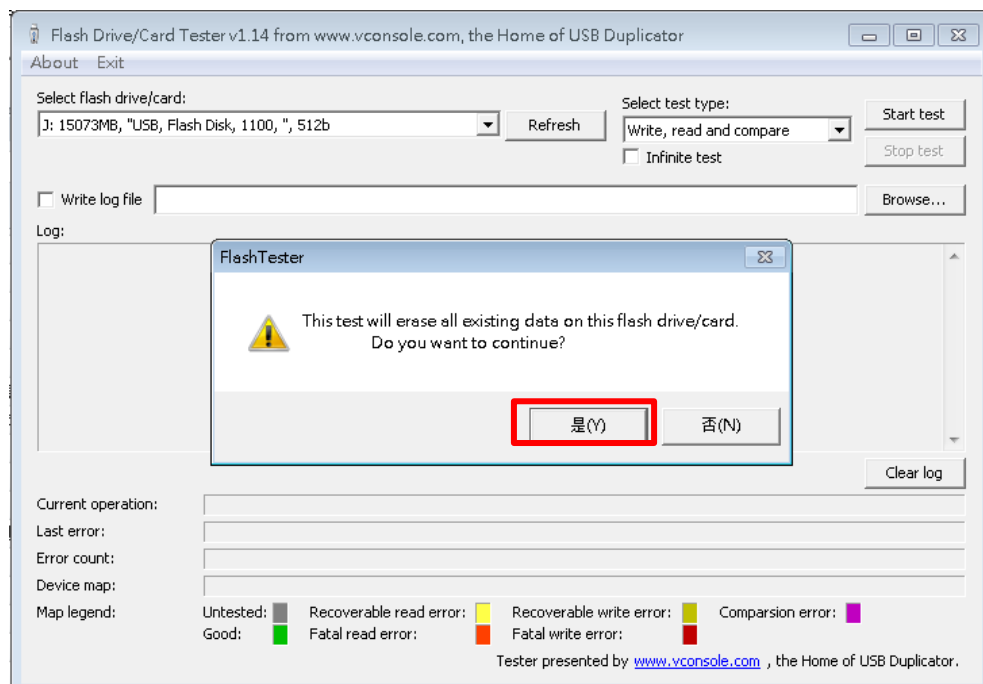 Flash Drive/Card Tester v1.14 from www.vconsole.com, the Home of USB Duplicator
About Exit
Select flash drive/card:
J: 15073MB, "USB, Flash Disk, 1100, ", 512b
Refresh
Select test type:
Write, read and compare
Infinite test
Start test
Stop test
Write log file
Browse...
Log:
FlashTester
This test will erase all existing data on this flash drive/card.
Do you want to continue?
是(Y) 否(N)
Clear log
Current operation:
Last error:
Error count:
Device map:
Map legend: Untested: Recoverable read error: Recoverable write error: Comparsion error:
Good: Fatal read error: Fatal write error:
Tester presented by www.vconsole.com , the Home of USB Duplicator.